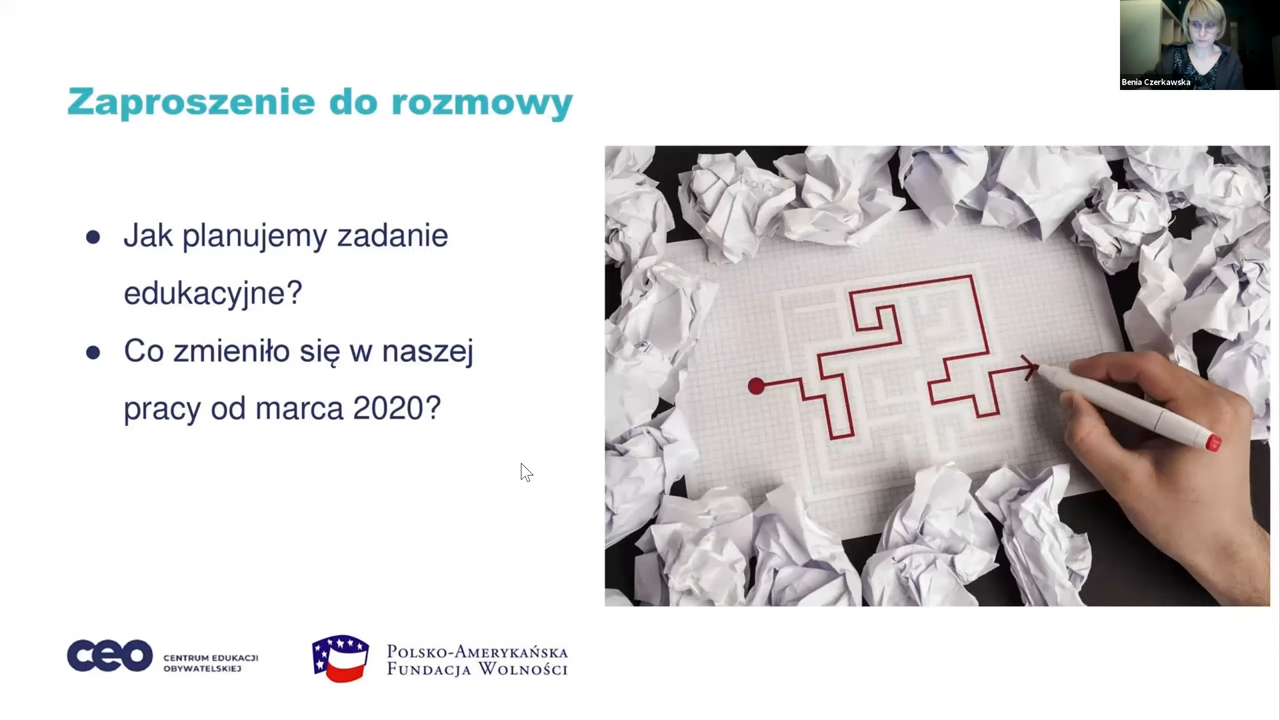 Benia Czerkawska
Zaproszenie do rozmowy
● Jak planujemy zadanie
edukacyjne?
● Co zmieniło się w naszej
pracy od marca 2020?
ceo
CENTRUM EDUKACJI
OBYWATELSKIEJ
POLSKO-AMERYKAŃSKA
FUNDACJA WOLNOŚCI